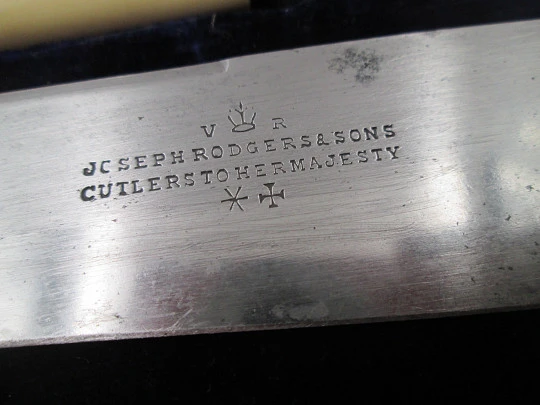 V R
JOSEPH RODGERS & SONS
CUTLERS TO HER MAJESTY